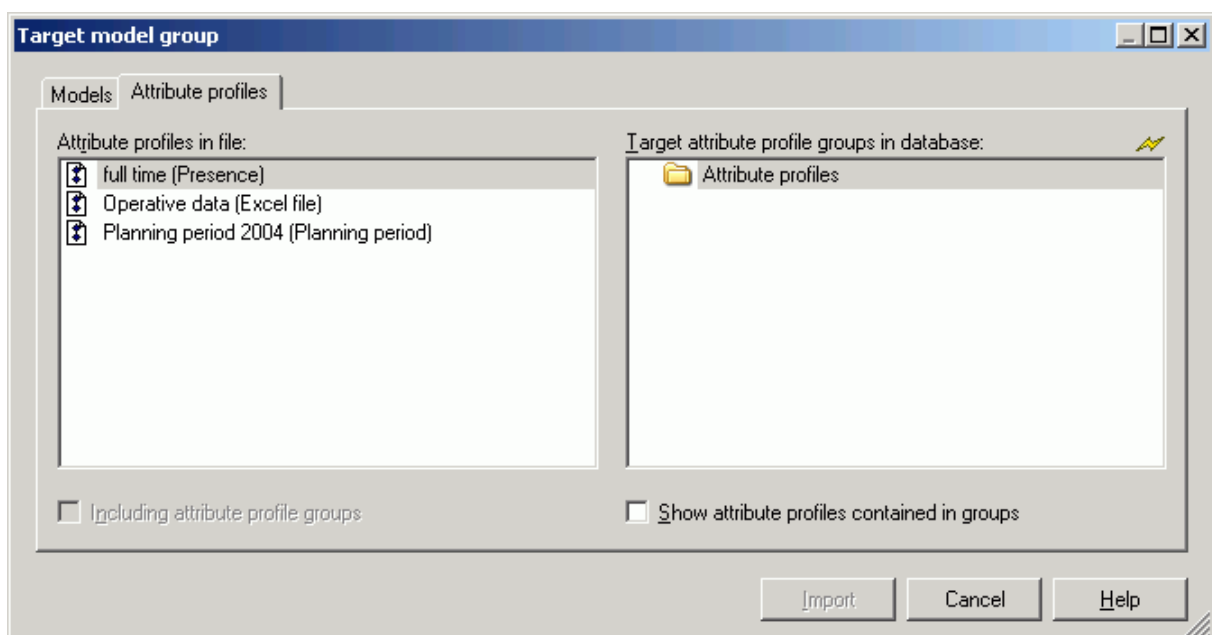 Target model group
Models
Attribute profiles
Attribute profiles in file:
full time (Presence)
Operative data (Excel file)
Planning period 2004 (Planning period)
Including attribute profile groups
Target attribute profile groups in database:
Attribute profiles
Show attribute profiles contained in groups
Import
Cancel
Help